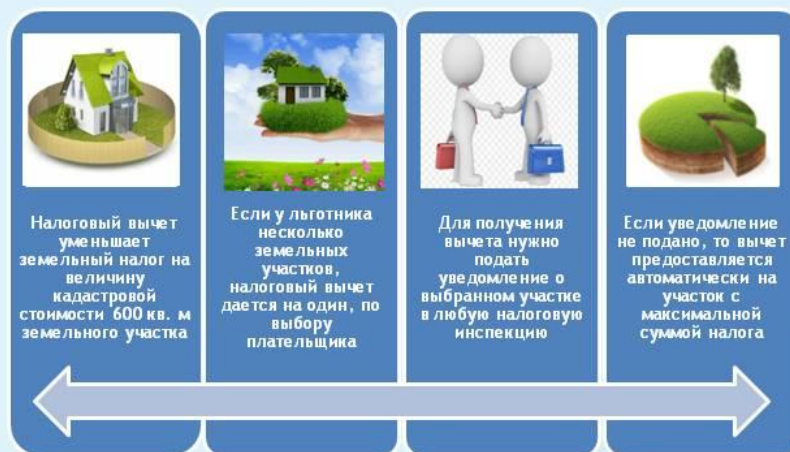 Налоговый вычет
уменьшает
земельный налог на
величину
кадастровой
стоимости 600 кв. м
земельного участка
Если у льготника
несколько
земельных
участков,
налоговый вычет
дается на один, по
выбору
плательщика
Для получения
вычета нужно
подать
уведомление о
выбранном участке
в любую налоговую
инспекцию
Если уведомление
не подано, то вычет
предоставляется
автоматически на
участок с
максимальной
суммой налога